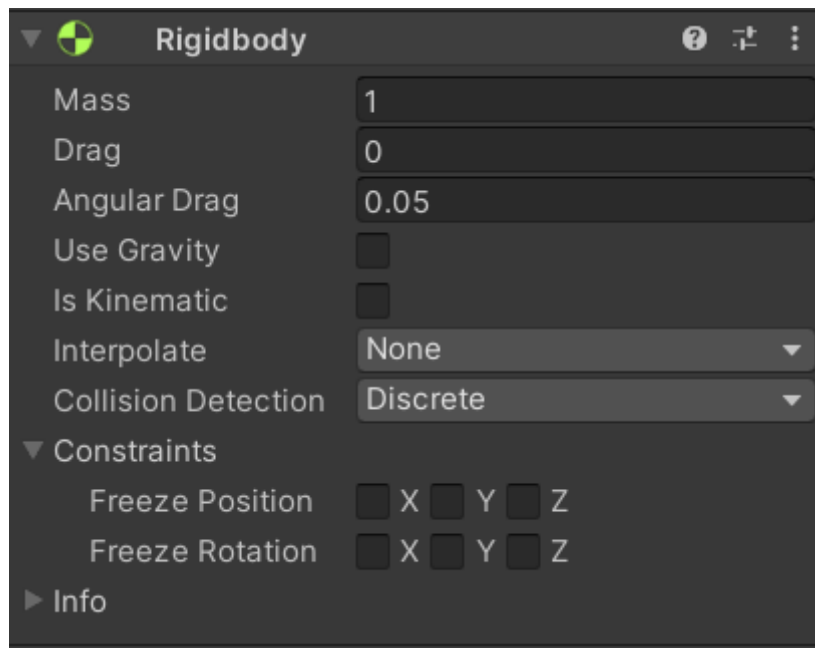 Rigidbody
Mass 1
Drag 0
Angular Drag 0.05
Use Gravity
Is Kinematic
Interpolate None
Collision Detection Discrete
Constraints
Freeze Position X Y Z
Freeze Rotation X Y Z
Info